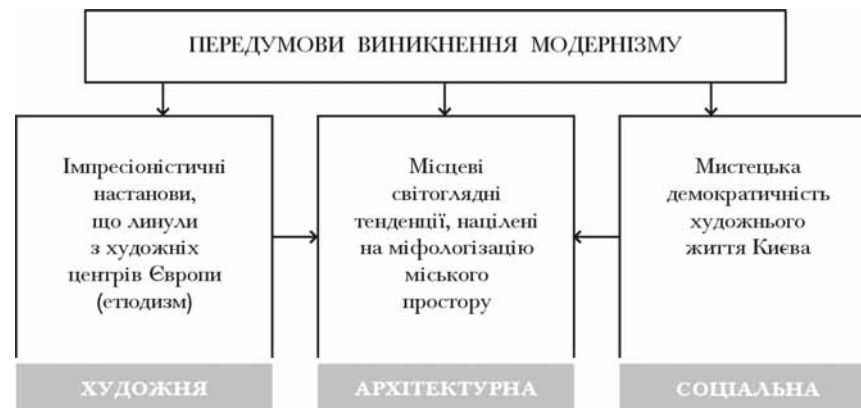 ПЕРЕДУМОВИ ВИНИКНЕННЯ МОДЕРНІЗМУ
Імпресіоністичні
настанови,
що линули
з художніх
центрів Європи
(етюдизм)
ХУДОЖНЯ
Місцеві
світоглядні
тенденції, націлені
на міфологізацію
міського
простору
АРХІТЕКТУРНА
Мистецька
демократичність
художнього
життя Києва
СОЦІАЛЬНА